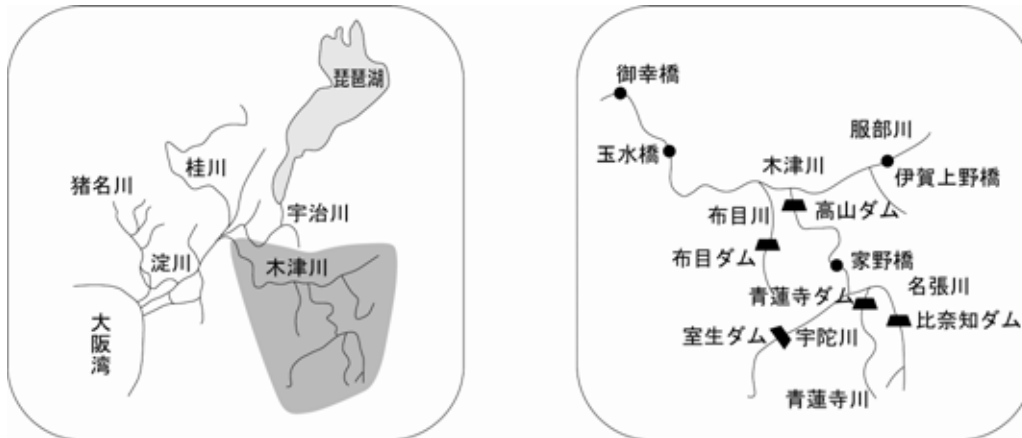 琵琶湖
桂川
猪名川
宇治川
淀川
木津川
大阪湾
御幸橋
服部川
玉水橋
木津川
伊賀上野橋
布目川
高山ダム
布目ダム
家野橋
青蓮寺ダム
名張川
室生ダム
宇陀川
比奈知ダム
青蓮寺川